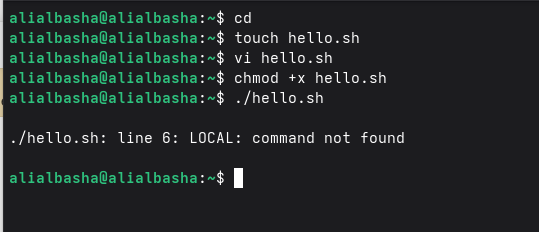 alialbasha@alialbasha:~$ cd
alialbasha@alialbasha:~$ touch hello.sh
alialbasha@alialbasha:~$ vi hello.sh
alialbasha@alialbasha:~$ chmod +x hello.sh
alialbasha@alialbasha:~$ ./hello.sh
./hello.sh: line 6: LOCAL: command not found
alialbasha@alialbasha:~$